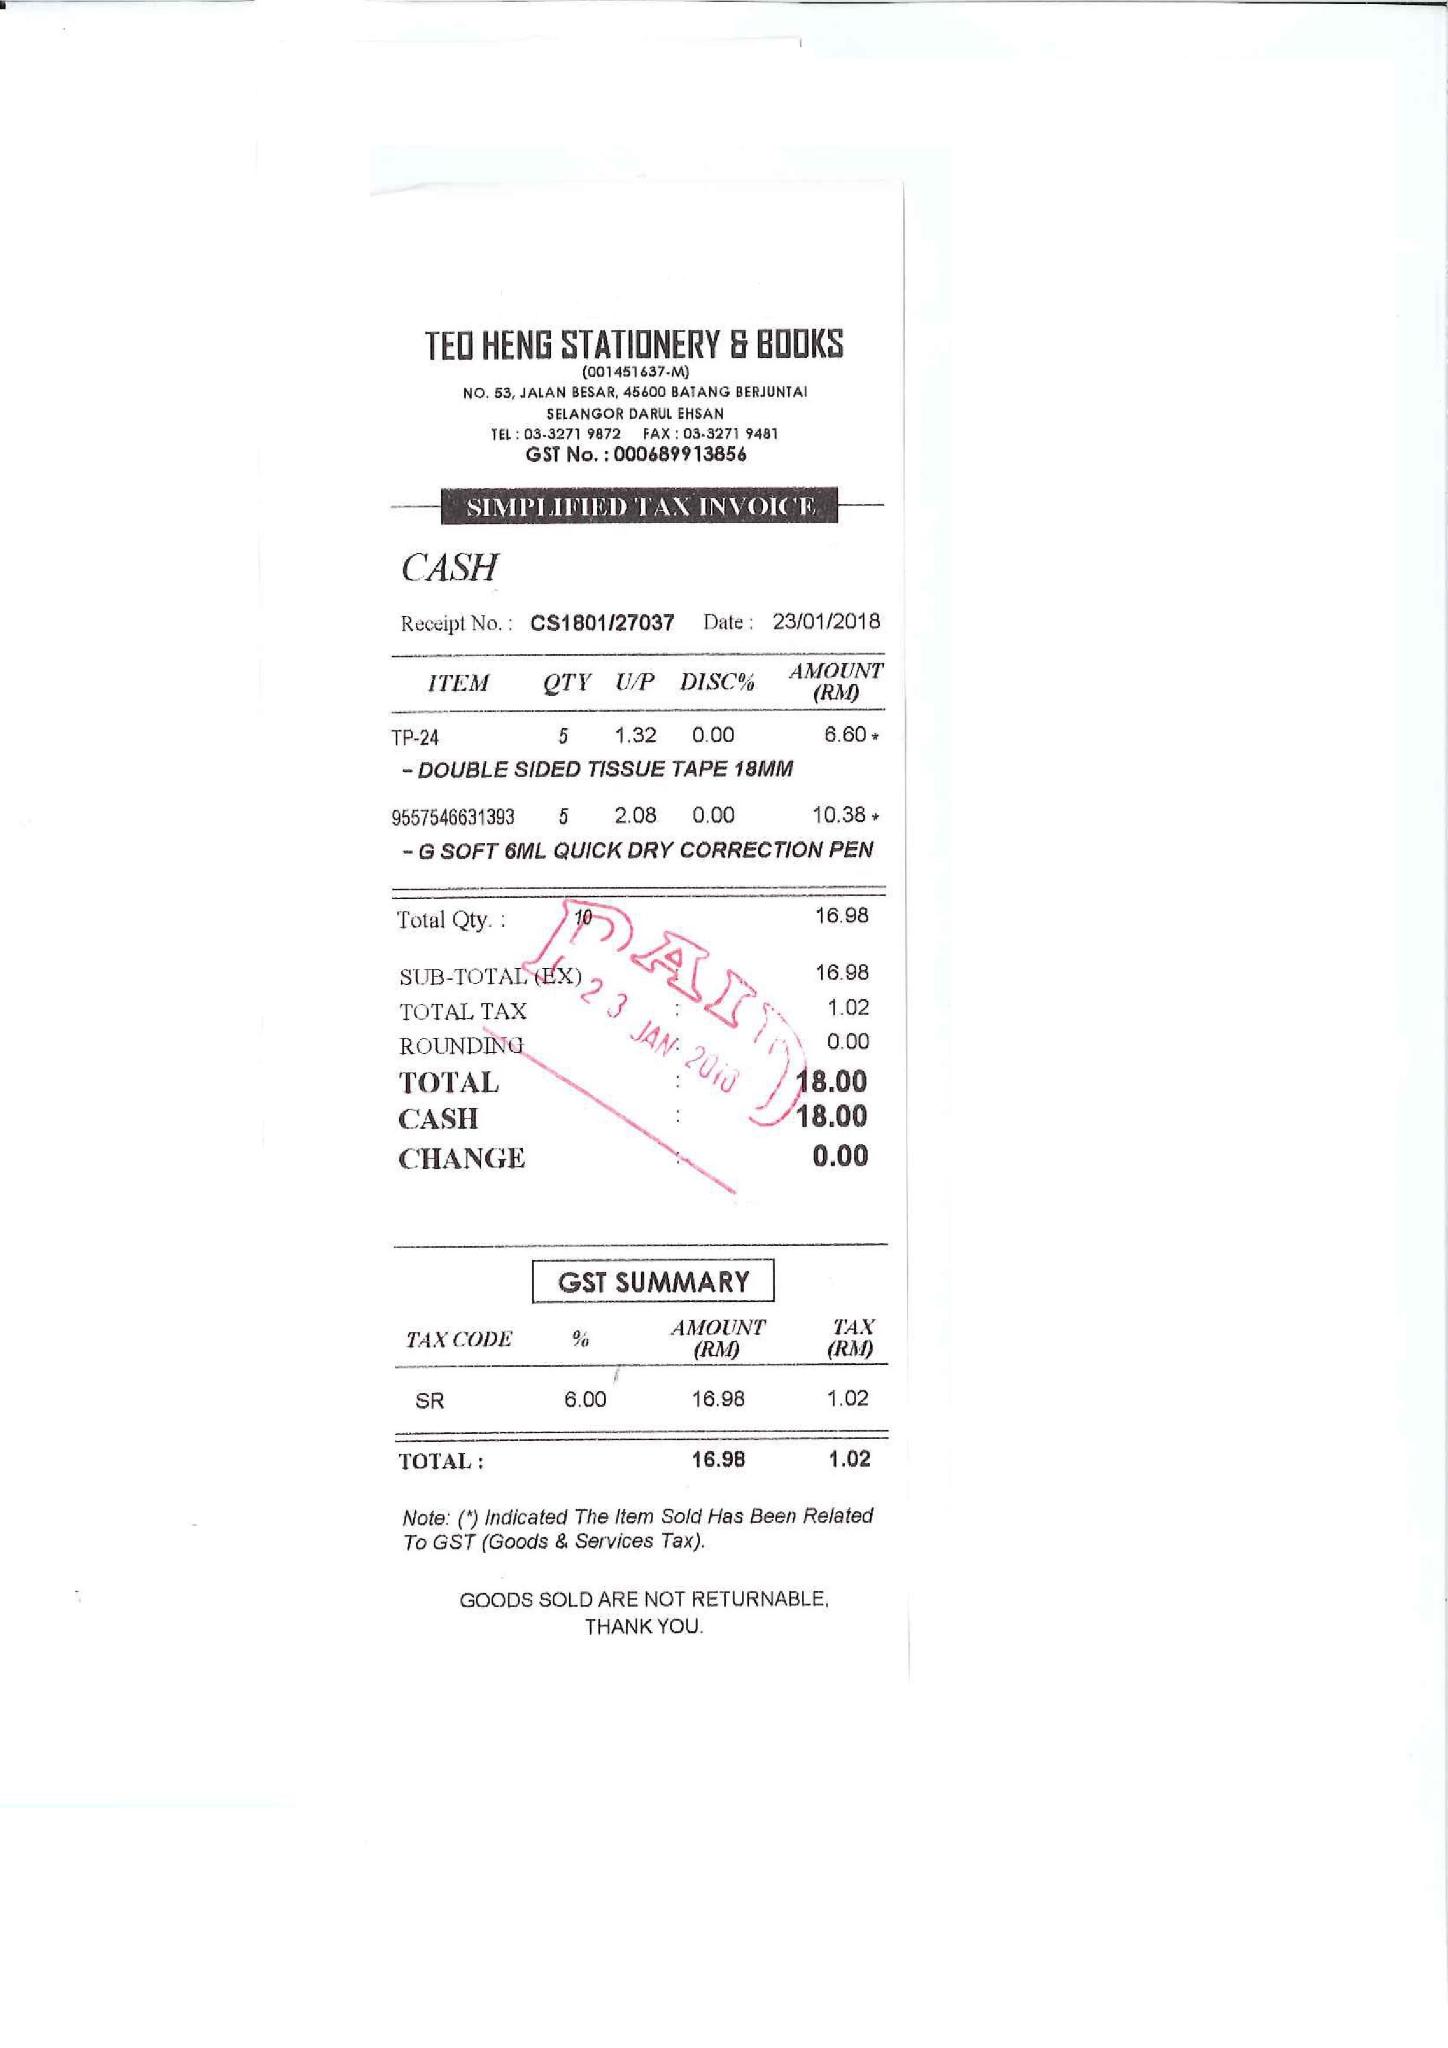 TEO HENG STATIONERY & BOOKS
(001451637-M)
NO. 53, JALAN BESAR, 45600 BATANG BERJUNTAI
SELANGOR DARUL EHSAN
TEL : 03-3271 9872 FAX : 03-3271 9481
GST No. : 000689913856
SIMPLIFIED TAX INVOICE
CASH
Receipt No. : CS1801/27037 Date : 23/01/2018
ITEM QTY U/P DISC% AMOUNT (RM)
TP-24 5 1.32 0.00 6.60 *
- DOUBLE SIDED TISSUE TAPE 18MM
9557546631393 5 2.08 0.00 10.38 *
- G SOFT 6ML QUICK DRY CORRECTION PEN
Total Qty. : 10 16.98
SUB-TOTAL (EX) : 16.98
TOTAL TAX : 1.02
ROUNDING : 0.00
TOTAL : 18.00
CASH : 18.00
CHANGE : 0.00
PAID
23 JAN 2018
GST SUMMARY
TAX CODE % AMOUNT (RM) TAX (RM)
SR 6.00 16.98 1.02
TOTAL : 16.98 1.02
Note: (*) Indicated The Item Sold Has Been Related
To GST (Goods & Services Tax).
GOODS SOLD ARE NOT RETURNABLE,
THANK YOU.